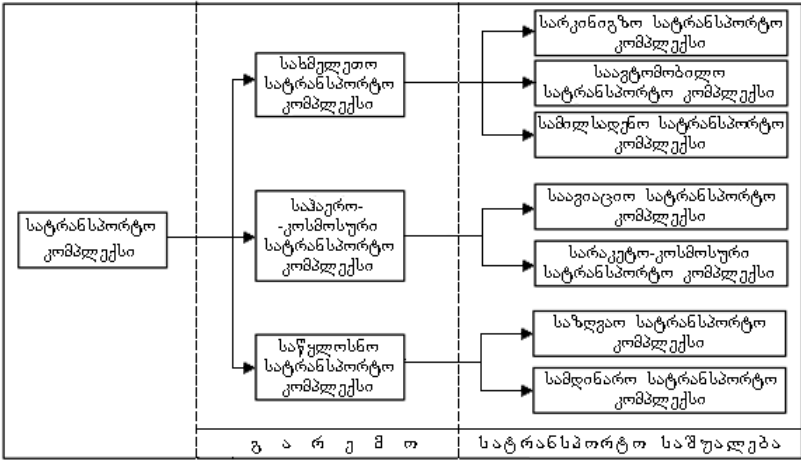 სატრანსპორტო
კომპლექსი
სახმელეთო
სატრანსპორტო
კომპლექსი
საჰაერო-
-კოსმოსური
სატრანსპორტო
კომპლექსი
საწყლოსნო
სატრანსპორტო
კომპლექსი
სარკინიგზო სატრანსპორტო
კომპლექსი
საავტომობილო
სატრანსპორტო კომპლექსი
სამილსადენო სატრანსპორტო
კომპლექსი
საავიაციო სატრანსპორტო
კომპლექსი
სარაკეტო-კოსმოსური
სატრანსპორტო კომპლექსი
საზღვაო სატრანსპორტო
კომპლექსი
სამდინარო სატრანსპორტო
კომპლექსი
გ ა რ ე მ ო
სატრანსპორტო საშუალება